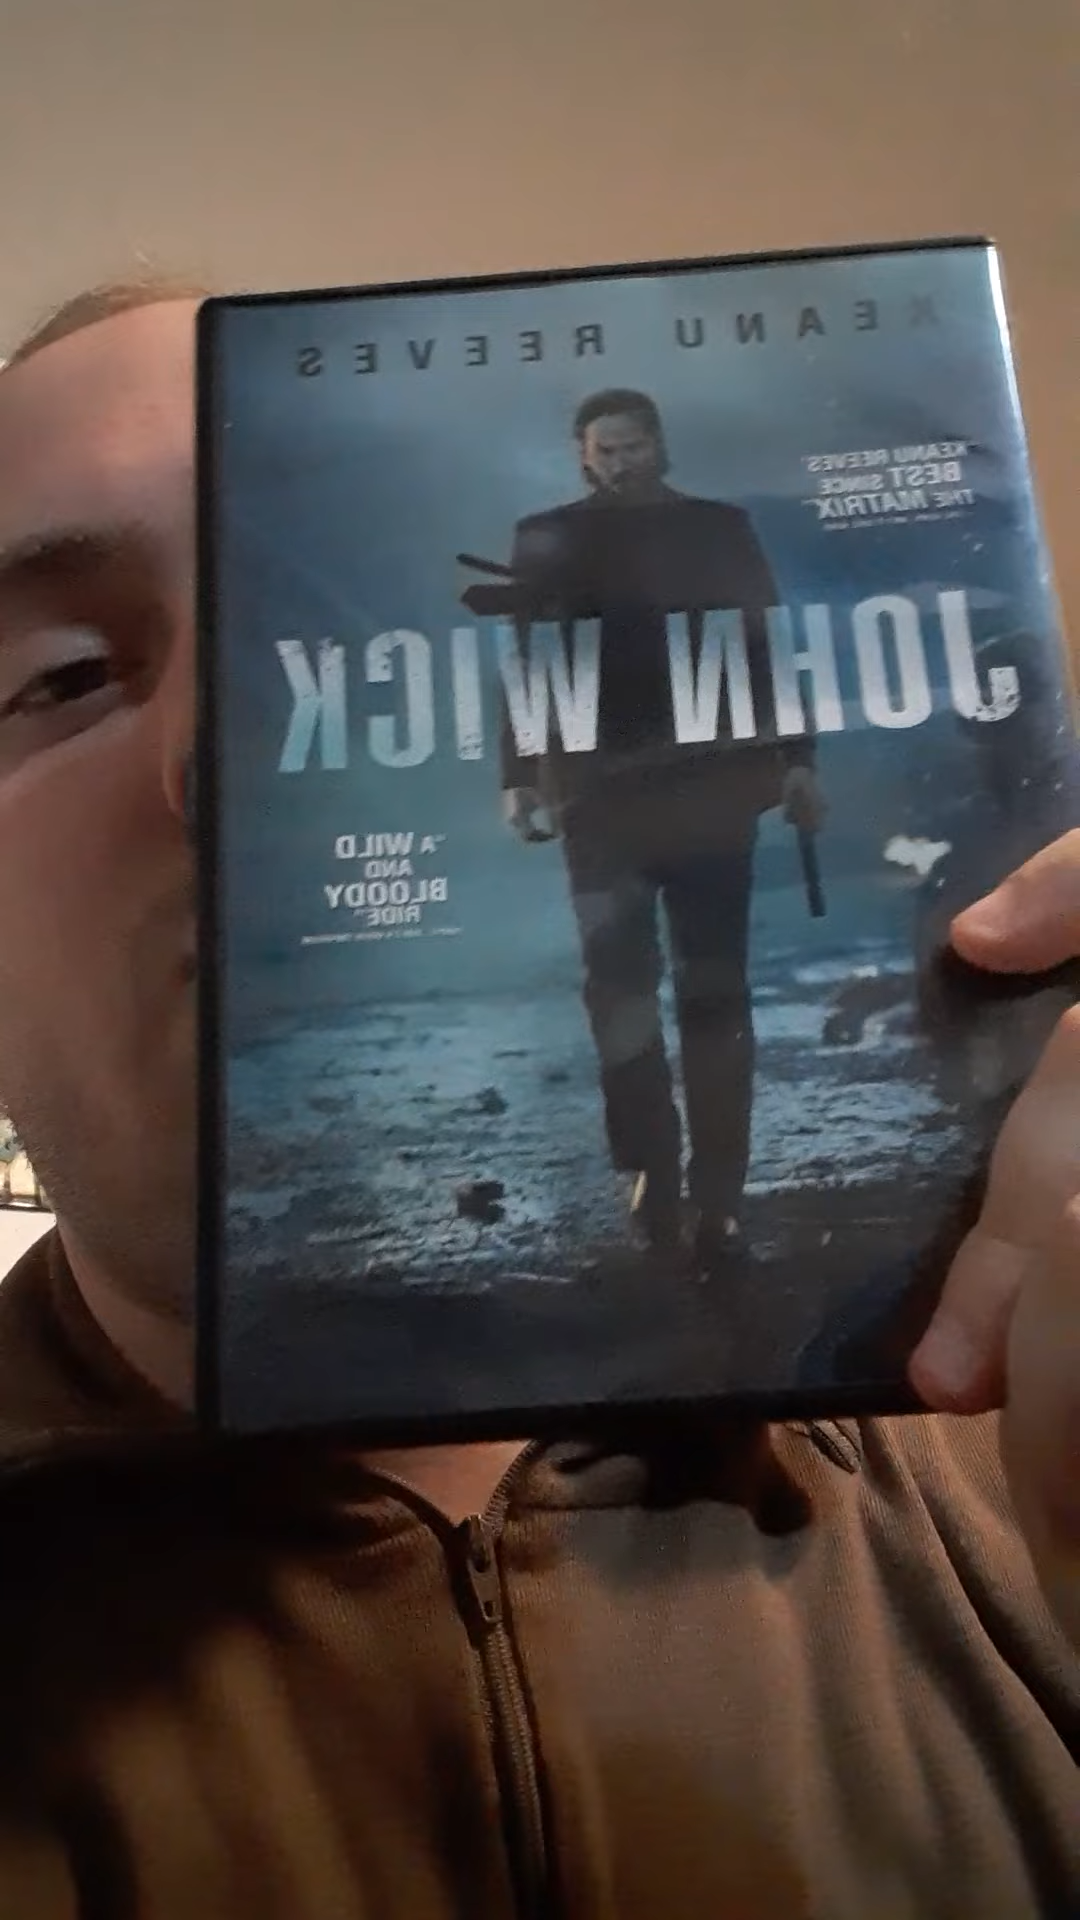 KEANU REEVES
"KEANU REEVES'
BEST SINCE
THE MATRIX"
JOHN WICK
"A WILD
AND
BLOODY
RIDE"